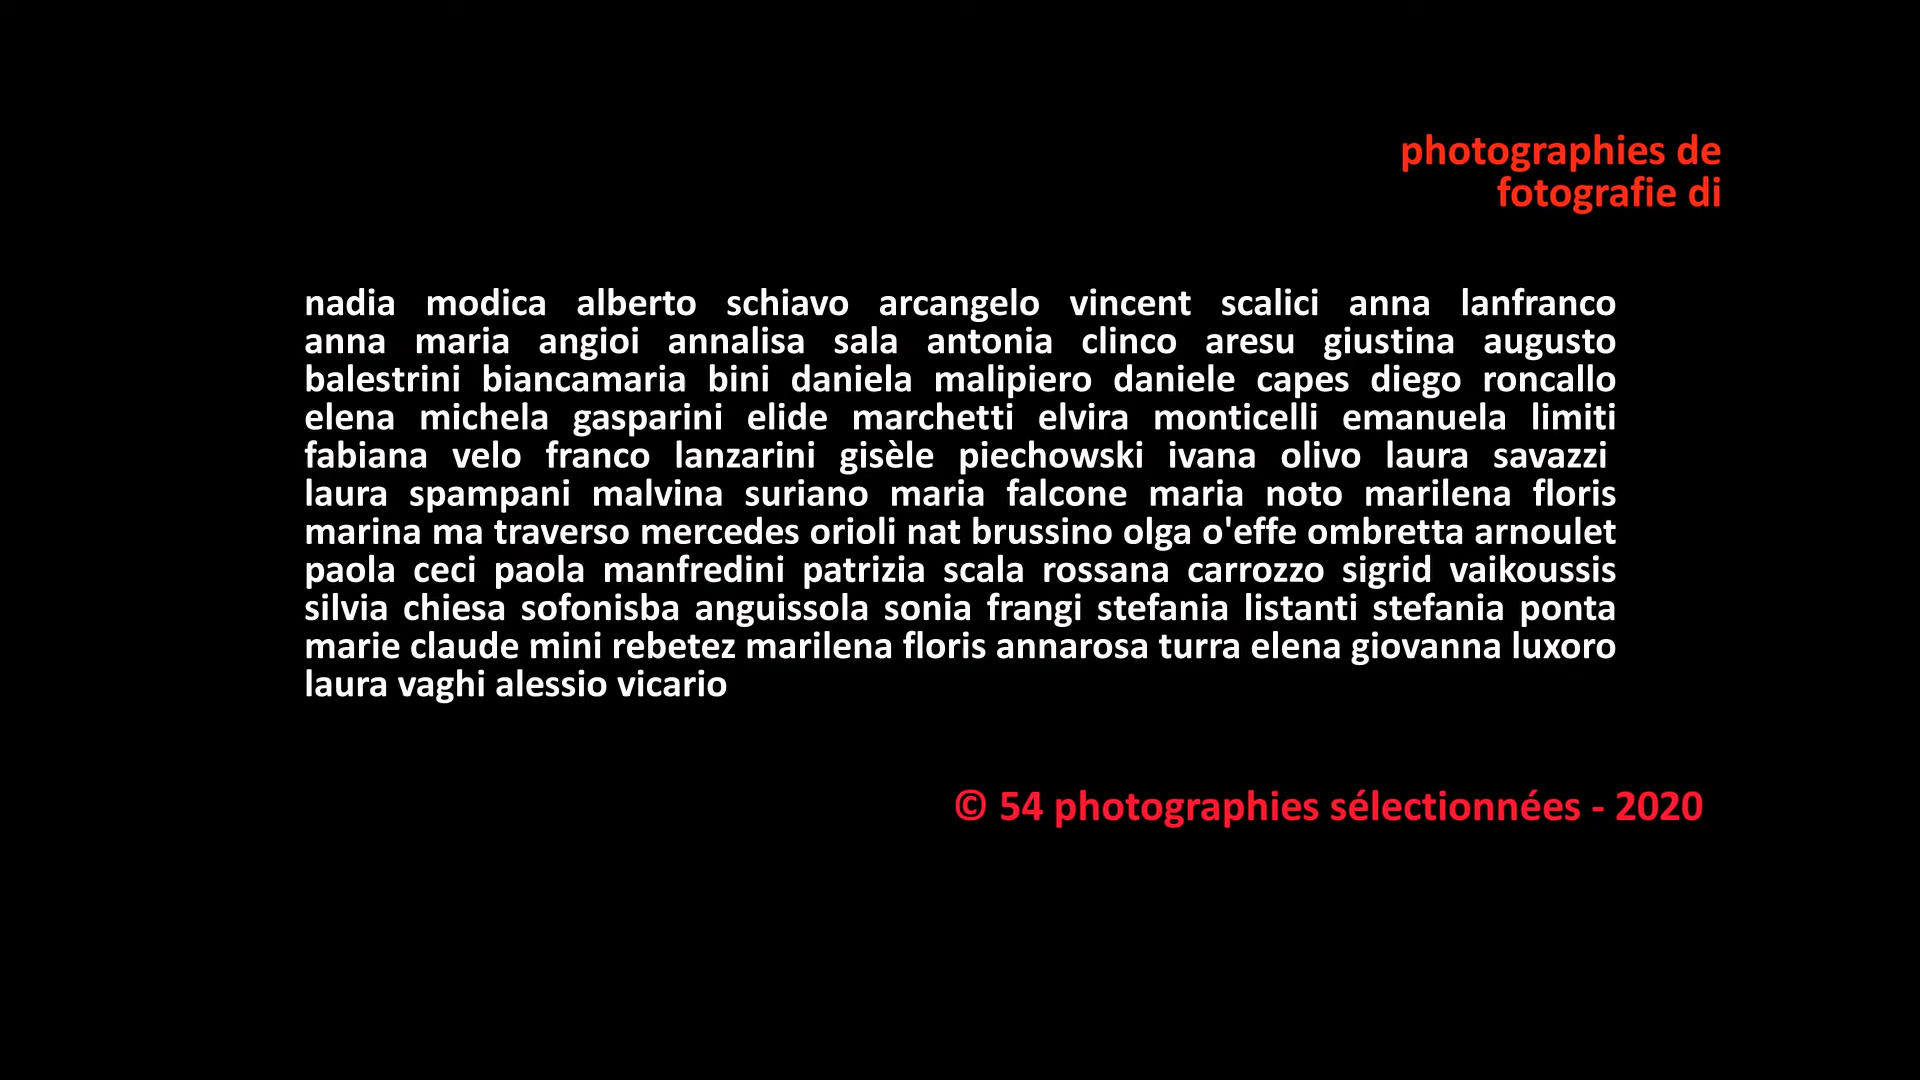 photographies de
fotografie di
nadia modica alberto schiavo arcangelo vincent scalici anna lanfranco
anna maria angioi annalisa sala antonia clinco aresu giustina augusto
balestrini biancamaria bini daniela malipiero daniele capes diego roncallo
elena michela gasparini elide marchetti elvira monticelli emanuela limiti
fabiana velo franco lanzarini gisèle piechowski ivana olivo laura savazzi
laura spampani malvina suriano maria falcone maria noto marilena floris
marina ma traverso mercedes orioli nat brussino olga o'effe ombretta arnoulet
paola ceci paola manfredini patrizia scala rossana carrozzo sigrid vaikoussis
silvia chiesa sofonisba anguissola sonia frangi stefania listanti stefania ponta
marie claude mini rebetez marilena floris annarosa turra elena giovanna luxoro
laura vaghi alessio vicario
© 54 photographies sélectionnées - 2020